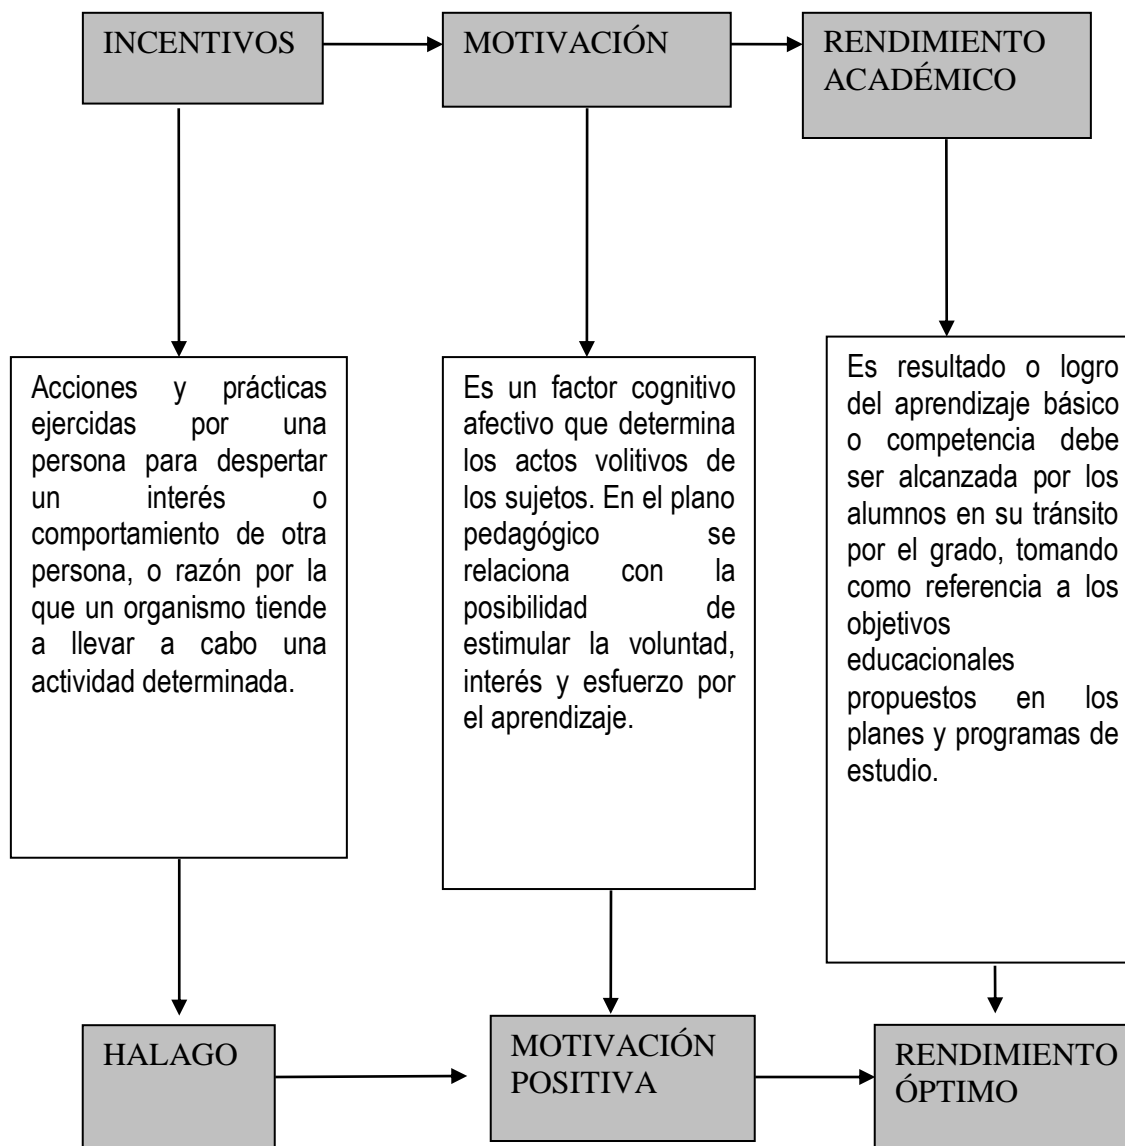 INCENTIVOS
MOTIVACIÓN
RENDIMIENTO
ACADÉMICO
Acciones y prácticas
ejercidas por una
persona para despertar
un interés o
comportamiento de otra
persona, o razón por la
que un organismo tiende
a llevar a cabo una
actividad determinada.
Es un factor cognitivo
afectivo que determina
los actos volitivos de
los sujetos. En el plano
pedagógico se
relaciona con la
posibilidad de
estimular la voluntad,
interés y esfuerzo por
el aprendizaje.
Es resultado o logro
del aprendizaje básico
o competencia debe
ser alcanzada por los
alumnos en su tránsito
por el grado, tomando
como referencia a los
objetivos
educacionales
propuestos en los
planes y programas de
estudio.
HALAGO
MOTIVACIÓN
POSITIVA
RENDIMIENTO
ÓPTIMO